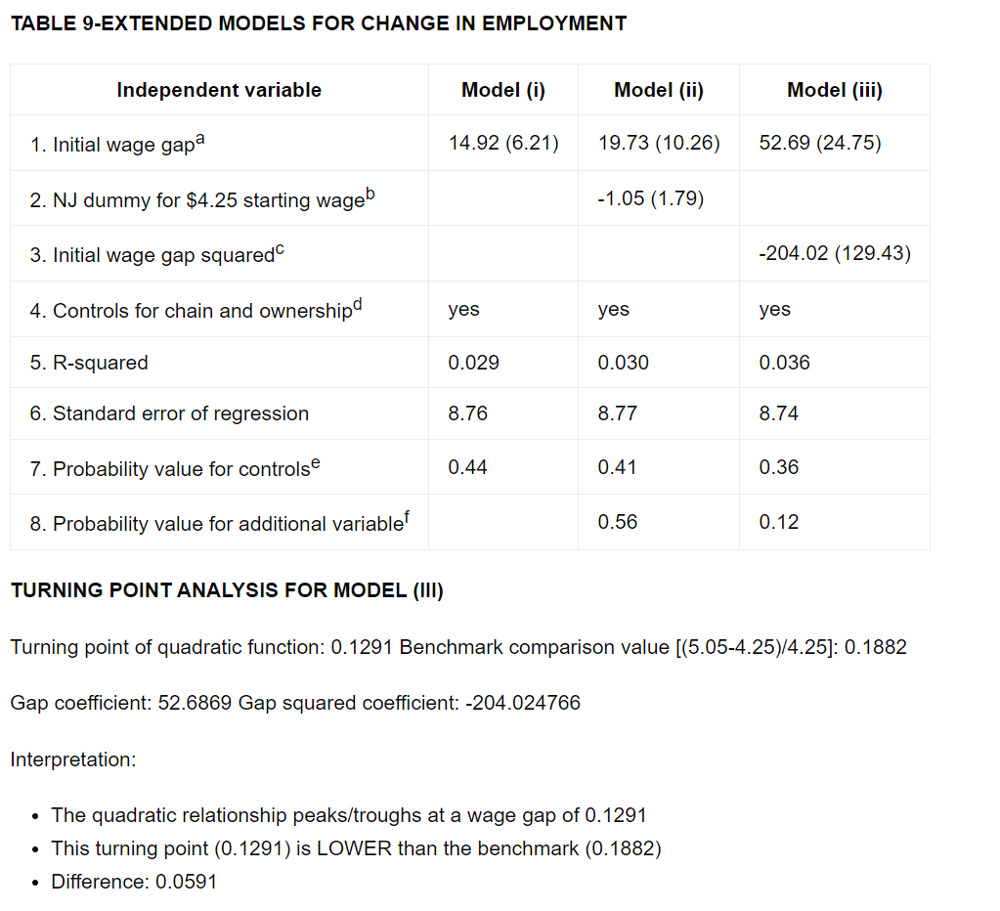 TABLE 9-EXTENDED MODELS FOR CHANGE IN EMPLOYMENT
Independent variable Model (i) Model (ii) Model (iii)
1. Initial wage gapa 14.92 (6.21) 19.73 (10.26) 52.69 (24.75)
2. NJ dummy for $4.25 starting wageb -1.05 (1.79)
3. Initial wage gap squaredc -204.02 (129.43)
4. Controls for chain and ownershipd yes yes yes
5. R-squared 0.029 0.030 0.036
6. Standard error of regression 8.76 8.77 8.74
7. Probability value for controlse 0.44 0.41 0.36
8. Probability value for additional variablef 0.56 0.12
TURNING POINT ANALYSIS FOR MODEL (III)
Turning point of quadratic function: 0.1291 Benchmark comparison value [(5.05-4.25)/4.25]: 0.1882
Gap coefficient: 52.6869 Gap squared coefficient: -204.024766
Interpretation:
• The quadratic relationship peaks/troughs at a wage gap of 0.1291
• This turning point (0.1291) is LOWER than the benchmark (0.1882)
• Difference: 0.0591